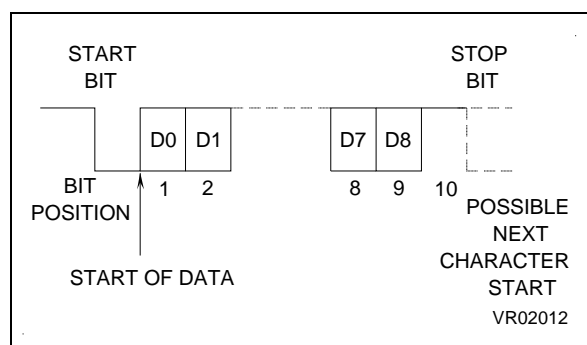 START
BIT
STOP
BIT
D0 D1 D7 D8
BIT
POSITION
1 2 8 9 10
POSSIBLE
NEXT
CHARACTER
START
START OF DATA
VR02012